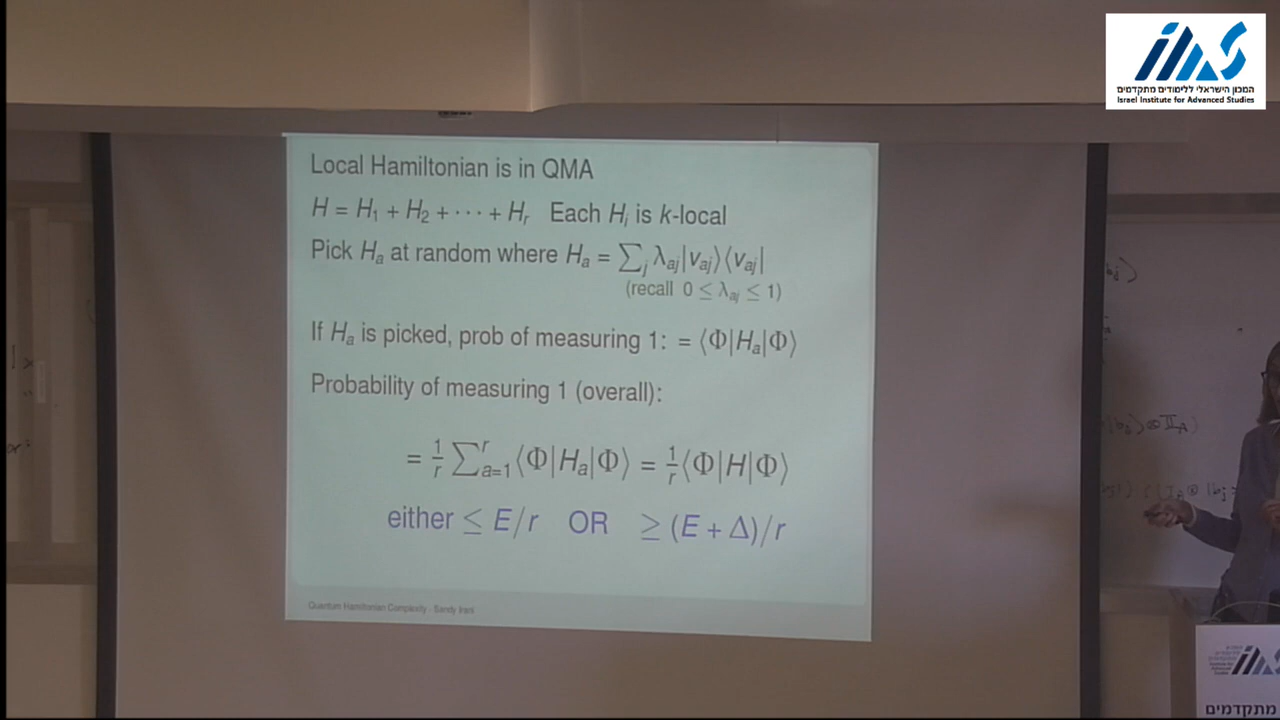 Local Hamiltonian is in QMA
H = H₁ + H₂ + ··· + Hᵣ Each Hᵢ is k-local
Pick Hₐ at random where Hₐ = ∑ⱼ λₐⱼ|vₐⱼ⟩⟨vₐⱼ|
(recall 0 ≤ λₐⱼ ≤ 1)
If Hₐ is picked, prob of measuring 1: = ⟨Φ|Hₐ|Φ⟩
Probability of measuring 1 (overall):
= 1/r ∑ʳₐ₌₁⟨Φ|Hₐ|Φ⟩ = 1/r⟨Φ|H|Φ⟩
either ≤ E/r OR ≥ (E + Δ)/r
Quantum Hamiltonian Complexity - Sandy Irani
iias
המכון הישראלי ללימודים מתקדמים
Israel Institute for Advanced Studies
מתקדמים